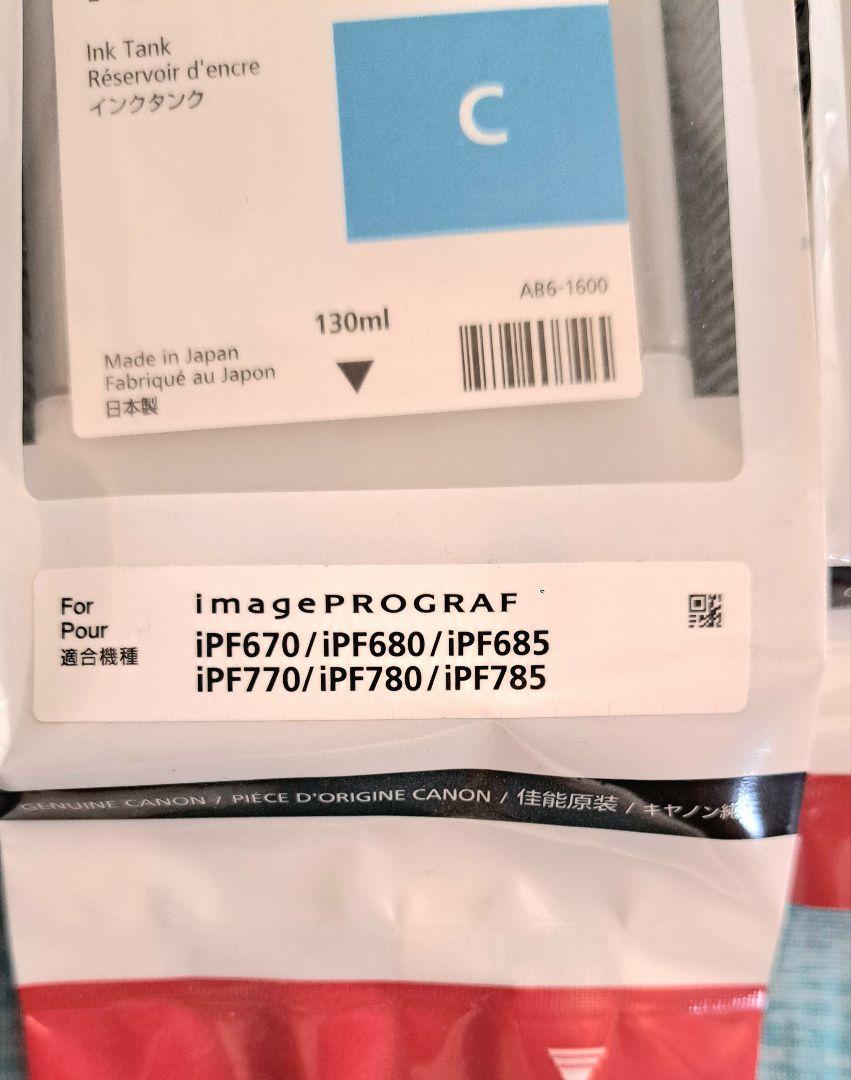 Ink Tank
Réservoir d'encre
インクタンク
C
AB6-1600
130ml
Made in Japan
Fabriqué au Japon
日本製
For
Pour
適合機種
imagePROGRAF
iPF670/iPF680/iPF685
iPF770/iPF780/iPF785
GENUINE CANON / PIÈCE D'ORIGINE CANON / 佳能原装 / キヤノン純